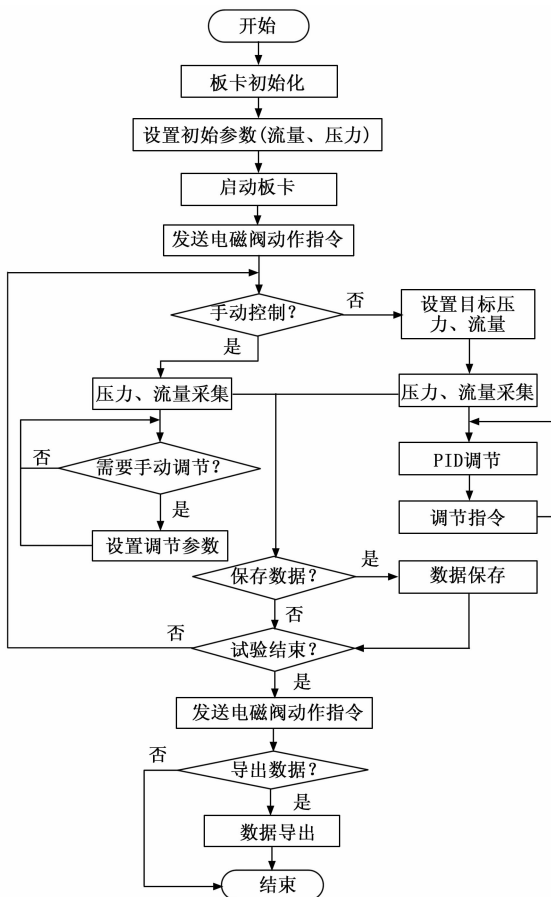 开始
板卡初始化
设置初始参数(流量、压力)
启动板卡
发送电磁阀动作指令
手动控制?
否
设置目标压
力、流量
是
压力、流量采集
压力、流量采集
否
需要手动调节?
PID调节
是
设置调节参数
调节指令
保存数据?
是
数据保存
否
否
试验结束?
是
发送电磁阀动作指令
否
导出数据?
是
数据导出
结束